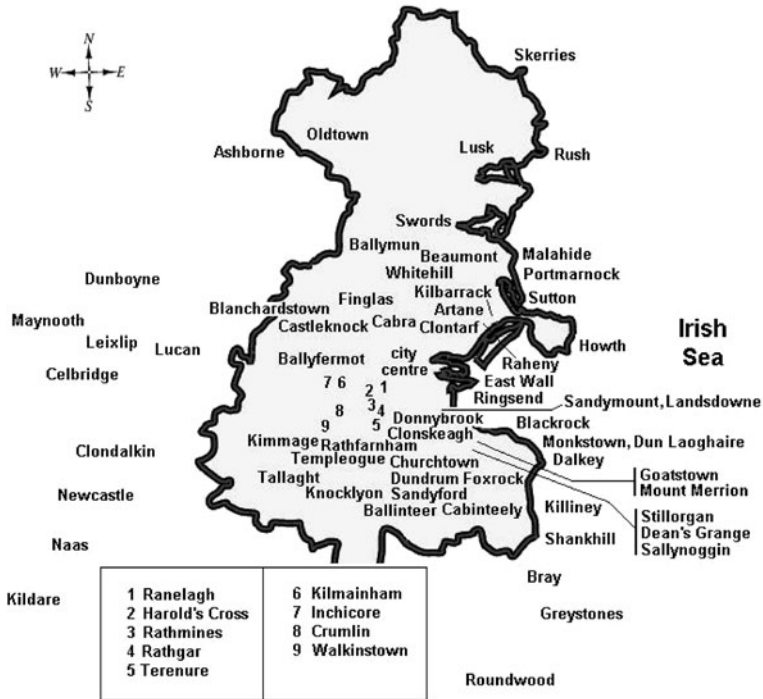 N
W E
S
Skerries
Oldtown
Ashborne
Lusk
Rush
Swords
Ballymun
Beaumont
Malahide
Whitehill
Portmarnock
Dunboyne
Kilbarrack
Finglas
Sutton
Blanchardstown
Artane
Maynooth
Castleknock
Cabra
Clontarf
Irish
Sea
Leixlip
Lucan
Howth
Ballyfermot
city
centre
Raheny
Celbridge
7 6
1
2
East Wall
Ringsend
Sandymount, Landsdowne
8
3
4
Donnybrook
Blackrock
9
5
Clonskeagh
Kimmage
Rathfarnham
Monkstown, Dun Laoghaire
Clondalkin
Templeogue
Churchtown
Dalkey
Tallaght
Dundrum
Foxrock
Goatstown
Mount Merrion
Newcastle
Knocklyon
Sandyford
Ballinteer
Cabinteely
Killiney
Stillorgan
Dean's Grange
Sallynoggin
Naas
Shankhill
Bray
Kildare
Greystones
Roundwood
1 Ranelagh
2 Harold's Cross
3 Rathmines
4 Rathgar
5 Terenure
6 Kilmainham
7 Inchicore
8 Crumlin
9 Walkinstown